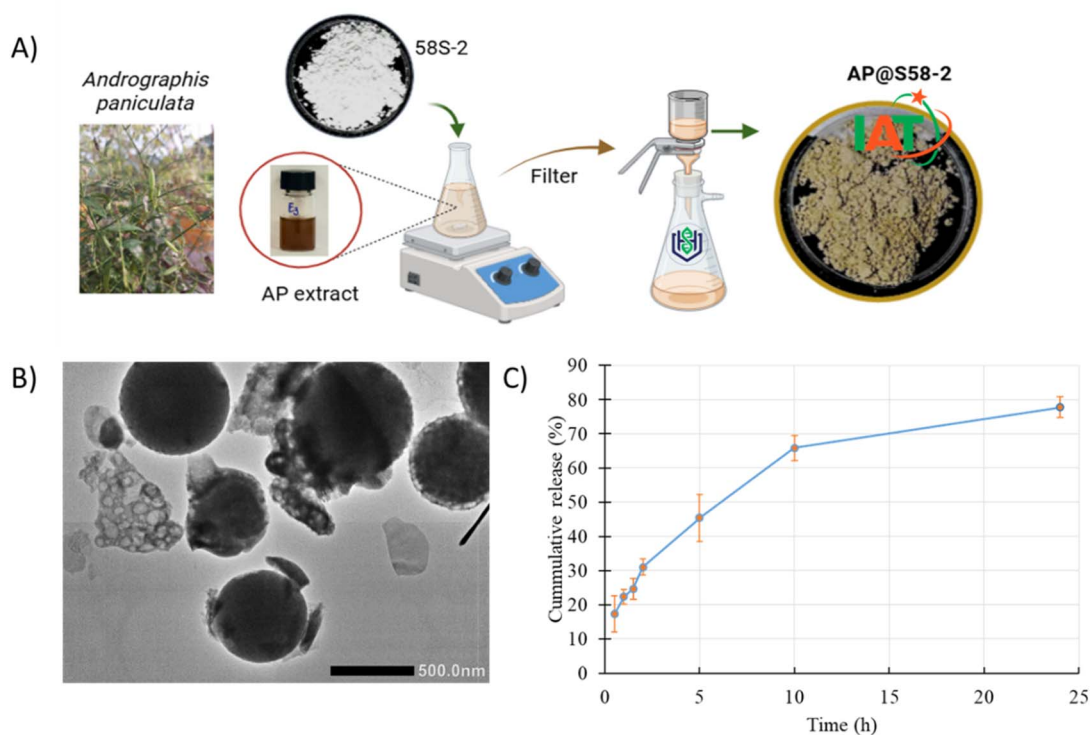 A)
Andrographis
paniculata
58S-2
E3
AP extract
Filter
AP@S58-2
IAT
B)
500.0nm
C)
Cummulative release (%)
90
80
70
60
50
40
30
20
10
0
0 5 10 15 20 25
Time (h)